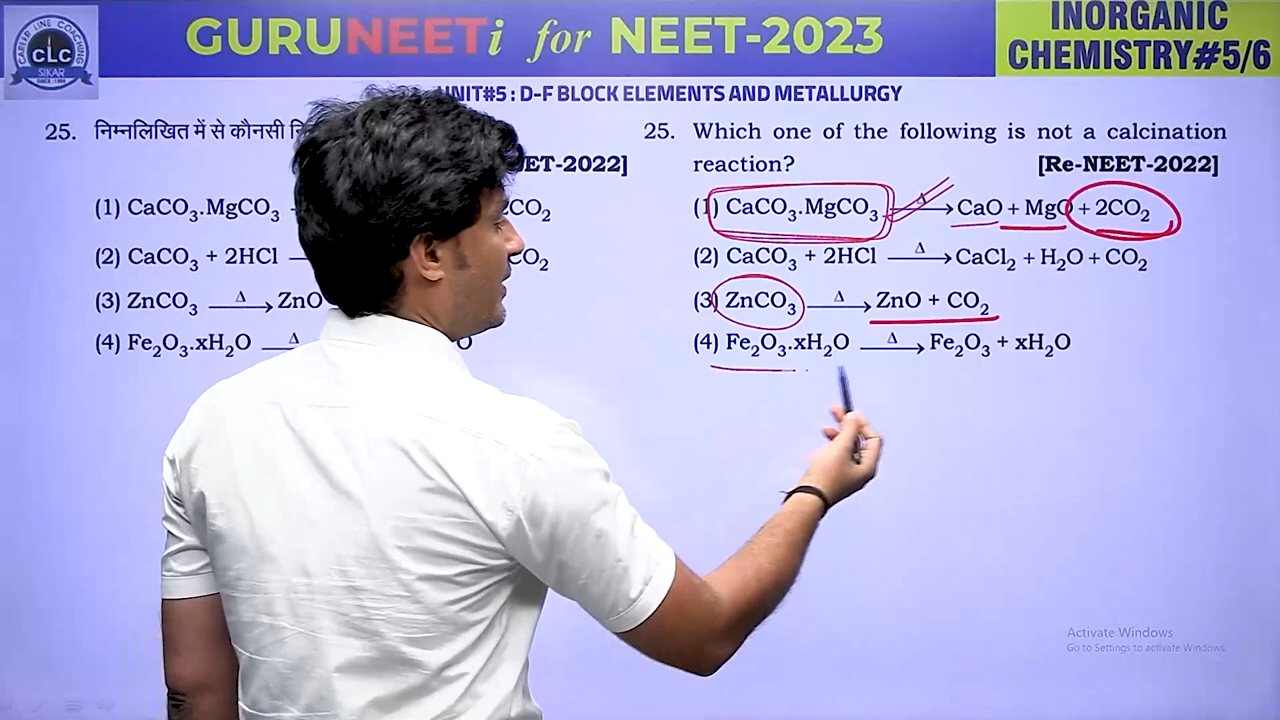 CAREER LINE COACHING
CLC
SIKAR
GURUNEETi for NEET-2023
INORGANIC
CHEMISTRY#5/6
UNIT#5 : D-F BLOCK ELEMENTS AND METALLURGY
25. निम्नलिखित में से कौनसी
ET-2022]
(1) CaCO₃.MgCO₃
2CO₂
(2) CaCO₃ + 2HCl
CO₂
(3) ZnCO₃ —Δ→ ZnO
(4) Fe₂O₃.xH₂O —Δ
O
25. Which one of the following is not a calcination
reaction? [Re-NEET-2022]
(1) CaCO₃.MgCO₃ —Δ→ CaO + MgO + 2CO₂
(2) CaCO₃ + 2HCl —Δ→ CaCl₂ + H₂O + CO₂
(3) ZnCO₃ —Δ→ ZnO + CO₂
(4) Fe₂O₃.xH₂O —Δ→ Fe₂O₃ + xH₂O
Activate Windows
Go to Settings to activate Windows.